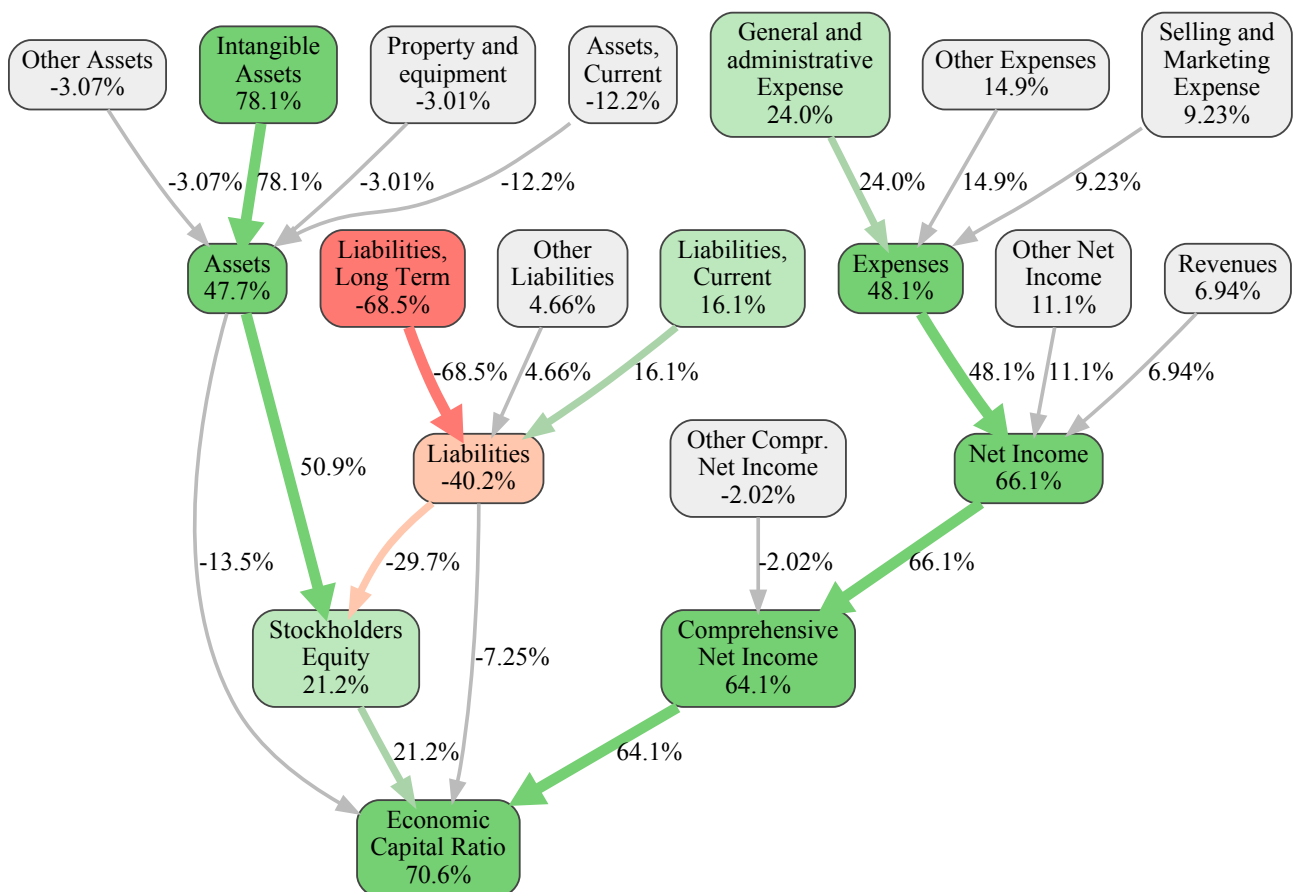 Other Assets
-3.07%
Intangible
Assets
78.1%
Property and
equipment
-3.01%
Assets,
Current
-12.2%
General and
administrative
Expense
24.0%
Other Expenses
14.9%
Selling and
Marketing
Expense
9.23%
-3.07%
78.1%
-3.01%
-12.2%
24.0%
14.9%
9.23%
Assets
47.7%
Liabilities,
Long Term
-68.5%
Other
Liabilities
4.66%
Liabilities,
Current
16.1%
Expenses
48.1%
Other Net
Income
11.1%
Revenues
6.94%
-68.5%
4.66%
16.1%
48.1%
11.1%
6.94%
50.9%
Liabilities
-40.2%
Other Compr.
Net Income
-2.02%
Net Income
66.1%
-13.5%
-29.7%
-2.02%
66.1%
Stockholders
Equity
21.2%
-7.25%
Comprehensive
Net Income
64.1%
21.2%
64.1%
Economic
Capital Ratio
70.6%